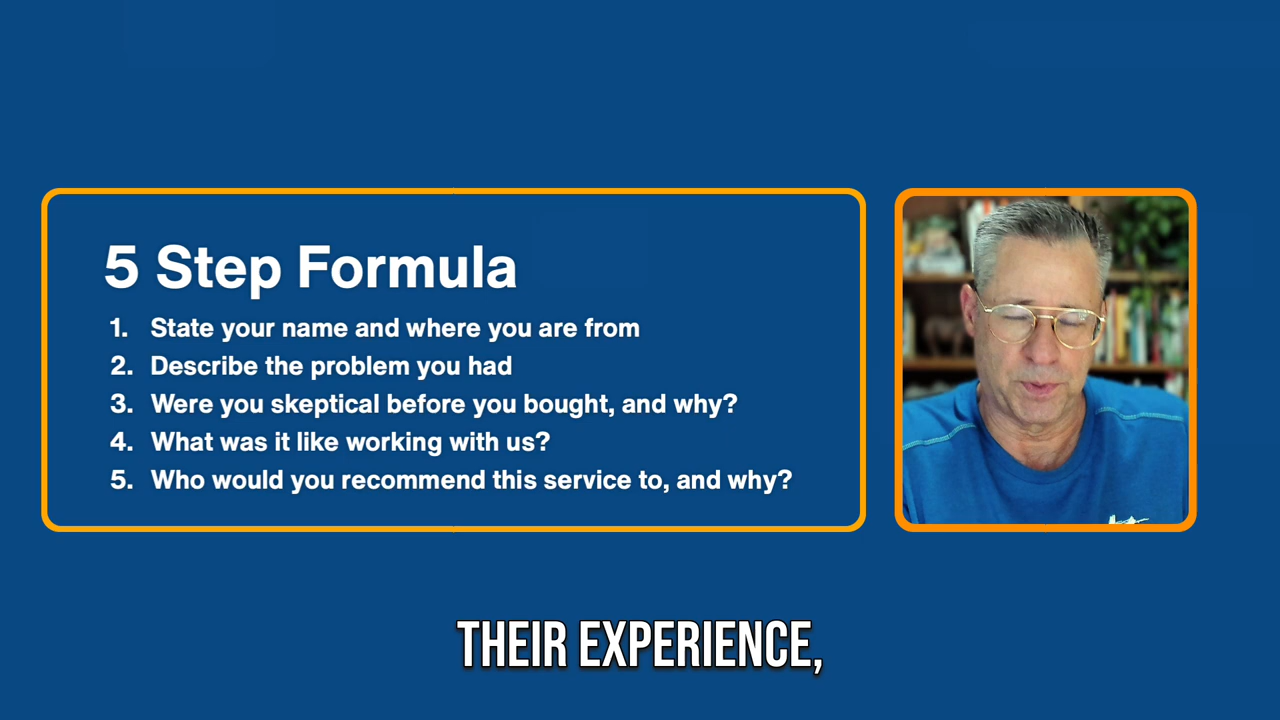 5 Step Formula
1. State your name and where you are from
2. Describe the problem you had
3. Were you skeptical before you bought, and why?
4. What was it like working with us?
5. Who would you recommend this service to, and why?
THEIR EXPERIENCE,